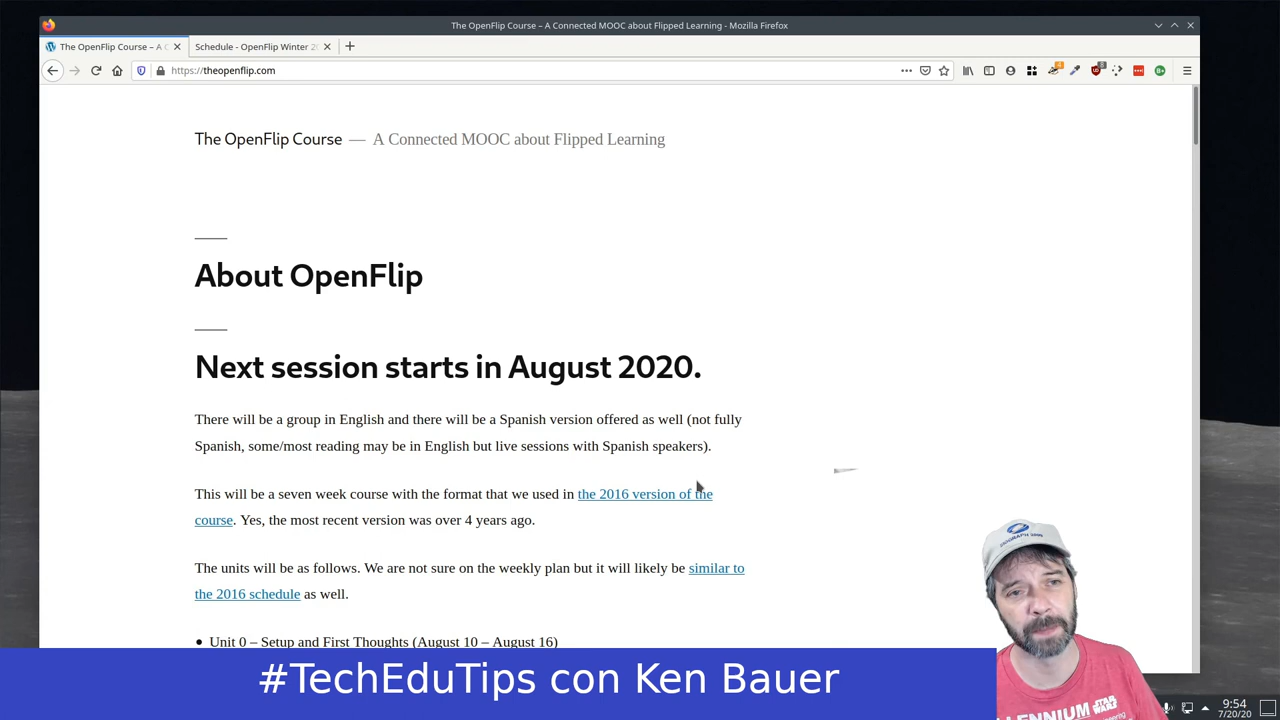 The OpenFlip Course – A Connected MOOC about Flipped Learning - Mozilla Firefox
The OpenFlip Course – A C
Schedule - OpenFlip Winter 20
https://theopenflip.com
The OpenFlip Course — A Connected MOOC about Flipped Learning
About OpenFlip
Next session starts in August 2020.
There will be a group in English and there will be a Spanish version offered as well (not fully
Spanish, some/most reading may be in English but live sessions with Spanish speakers).
This will be a seven week course with the format that we used in the 2016 version of the
course. Yes, the most recent version was over 4 years ago.
The units will be as follows. We are not sure on the weekly plan but it will likely be similar to
the 2016 schedule as well.
• Unit 0 – Setup and First Thoughts (August 10 – August 16)
#TechEduTips con Ken Bauer
STAR WARS
9:54
7/20/20